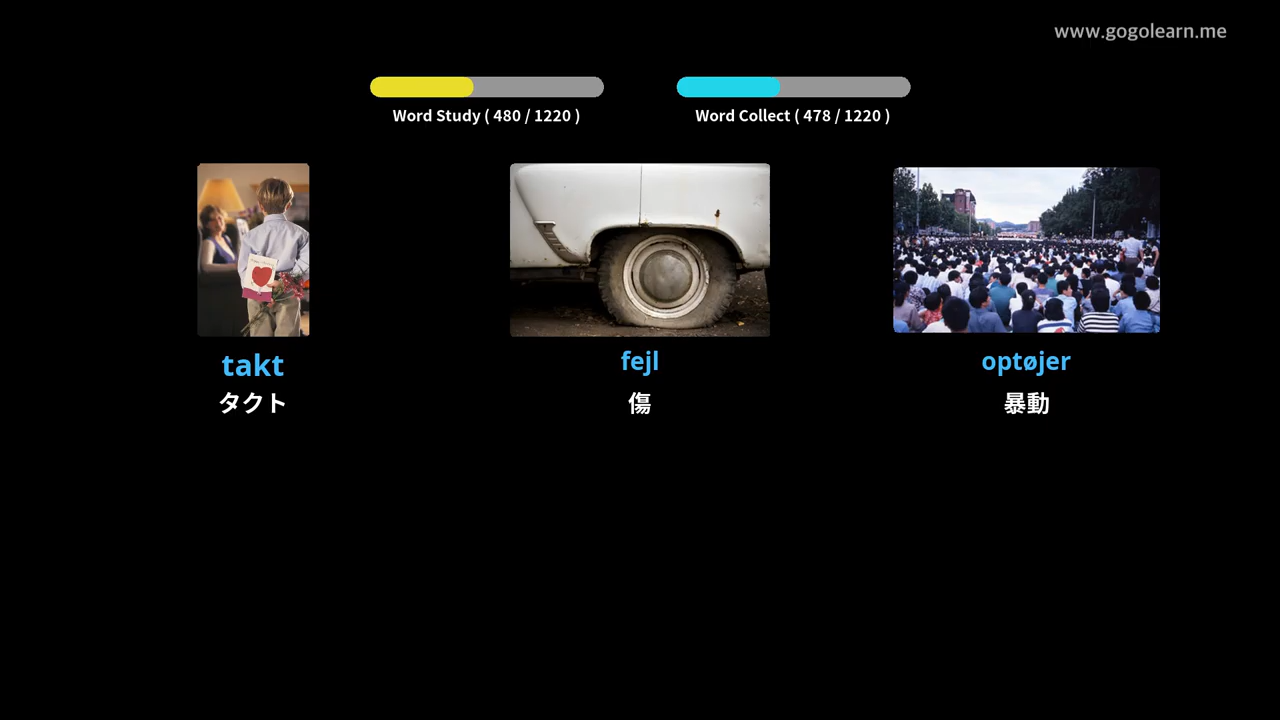 www.gogolearn.me
Word Study ( 480 / 1220 )
Word Collect ( 478 / 1220 )
takt
タクト
fejl
傷
optøjer
暴動